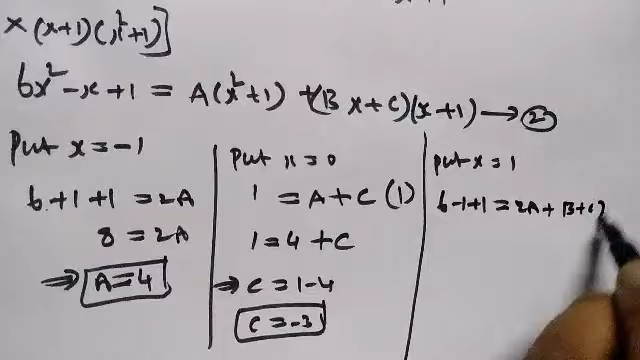 × (x+1) (x²+1)]
6x² - x + 1 = A(x²+1) + (Bx + C)(x+1) → ②
Put x = -1
6 + 1 + 1 = 2A
8 = 2A
⇒ A = 4
Put x = 0
1 = A + C (1)
1 = 4 + C
⇒ C = 1 - 4
C = -3
Put x = 1
6 - 1 + 1 = 2A + (B + C)